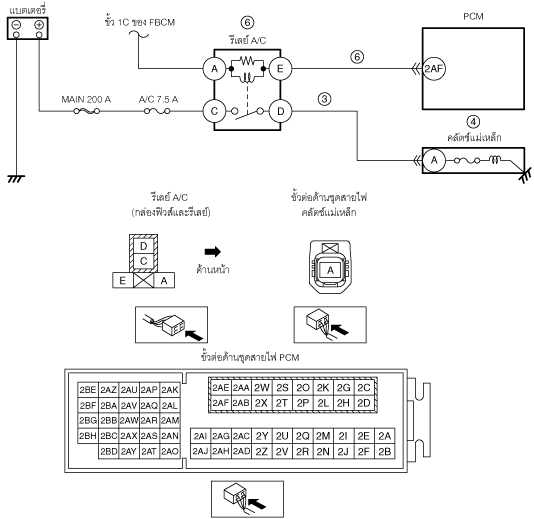 แบตเตอรี่
ขั้ว 1C ของ FBCM
⑥
รีเลย์ A/C
PCM
A
E
⑥
2AF
MAIN 200 A
A/C 7.5 A
C
D
③
④
คลัตช์แม่เหล็ก
A
รีเลย์ A/C
(กล่องฟิวส์และรีเลย์)
ขั้วต่อด้านชุดสายไฟ
คลัตช์แม่เหล็ก
D
C
E
A
ด้านหน้า
A
ขั้วต่อด้านชุดสายไฟ PCM
2BE 2AZ 2AU 2AP 2AK
2BF 2BA 2AV 2AQ 2AL
2BG 2BB 2AW 2AR 2AM
2BH 2BC 2AX 2AS 2AN
2BD 2AY 2AT 2AO
2AE 2AA 2W 2S 2O 2K 2G 2C
2AF 2AB 2X 2T 2P 2L 2H 2D
2AI 2AG 2AC 2Y 2U 2Q 2M 2I 2E 2A
2AJ 2AH 2AD 2Z 2V 2R 2N 2J 2F 2B